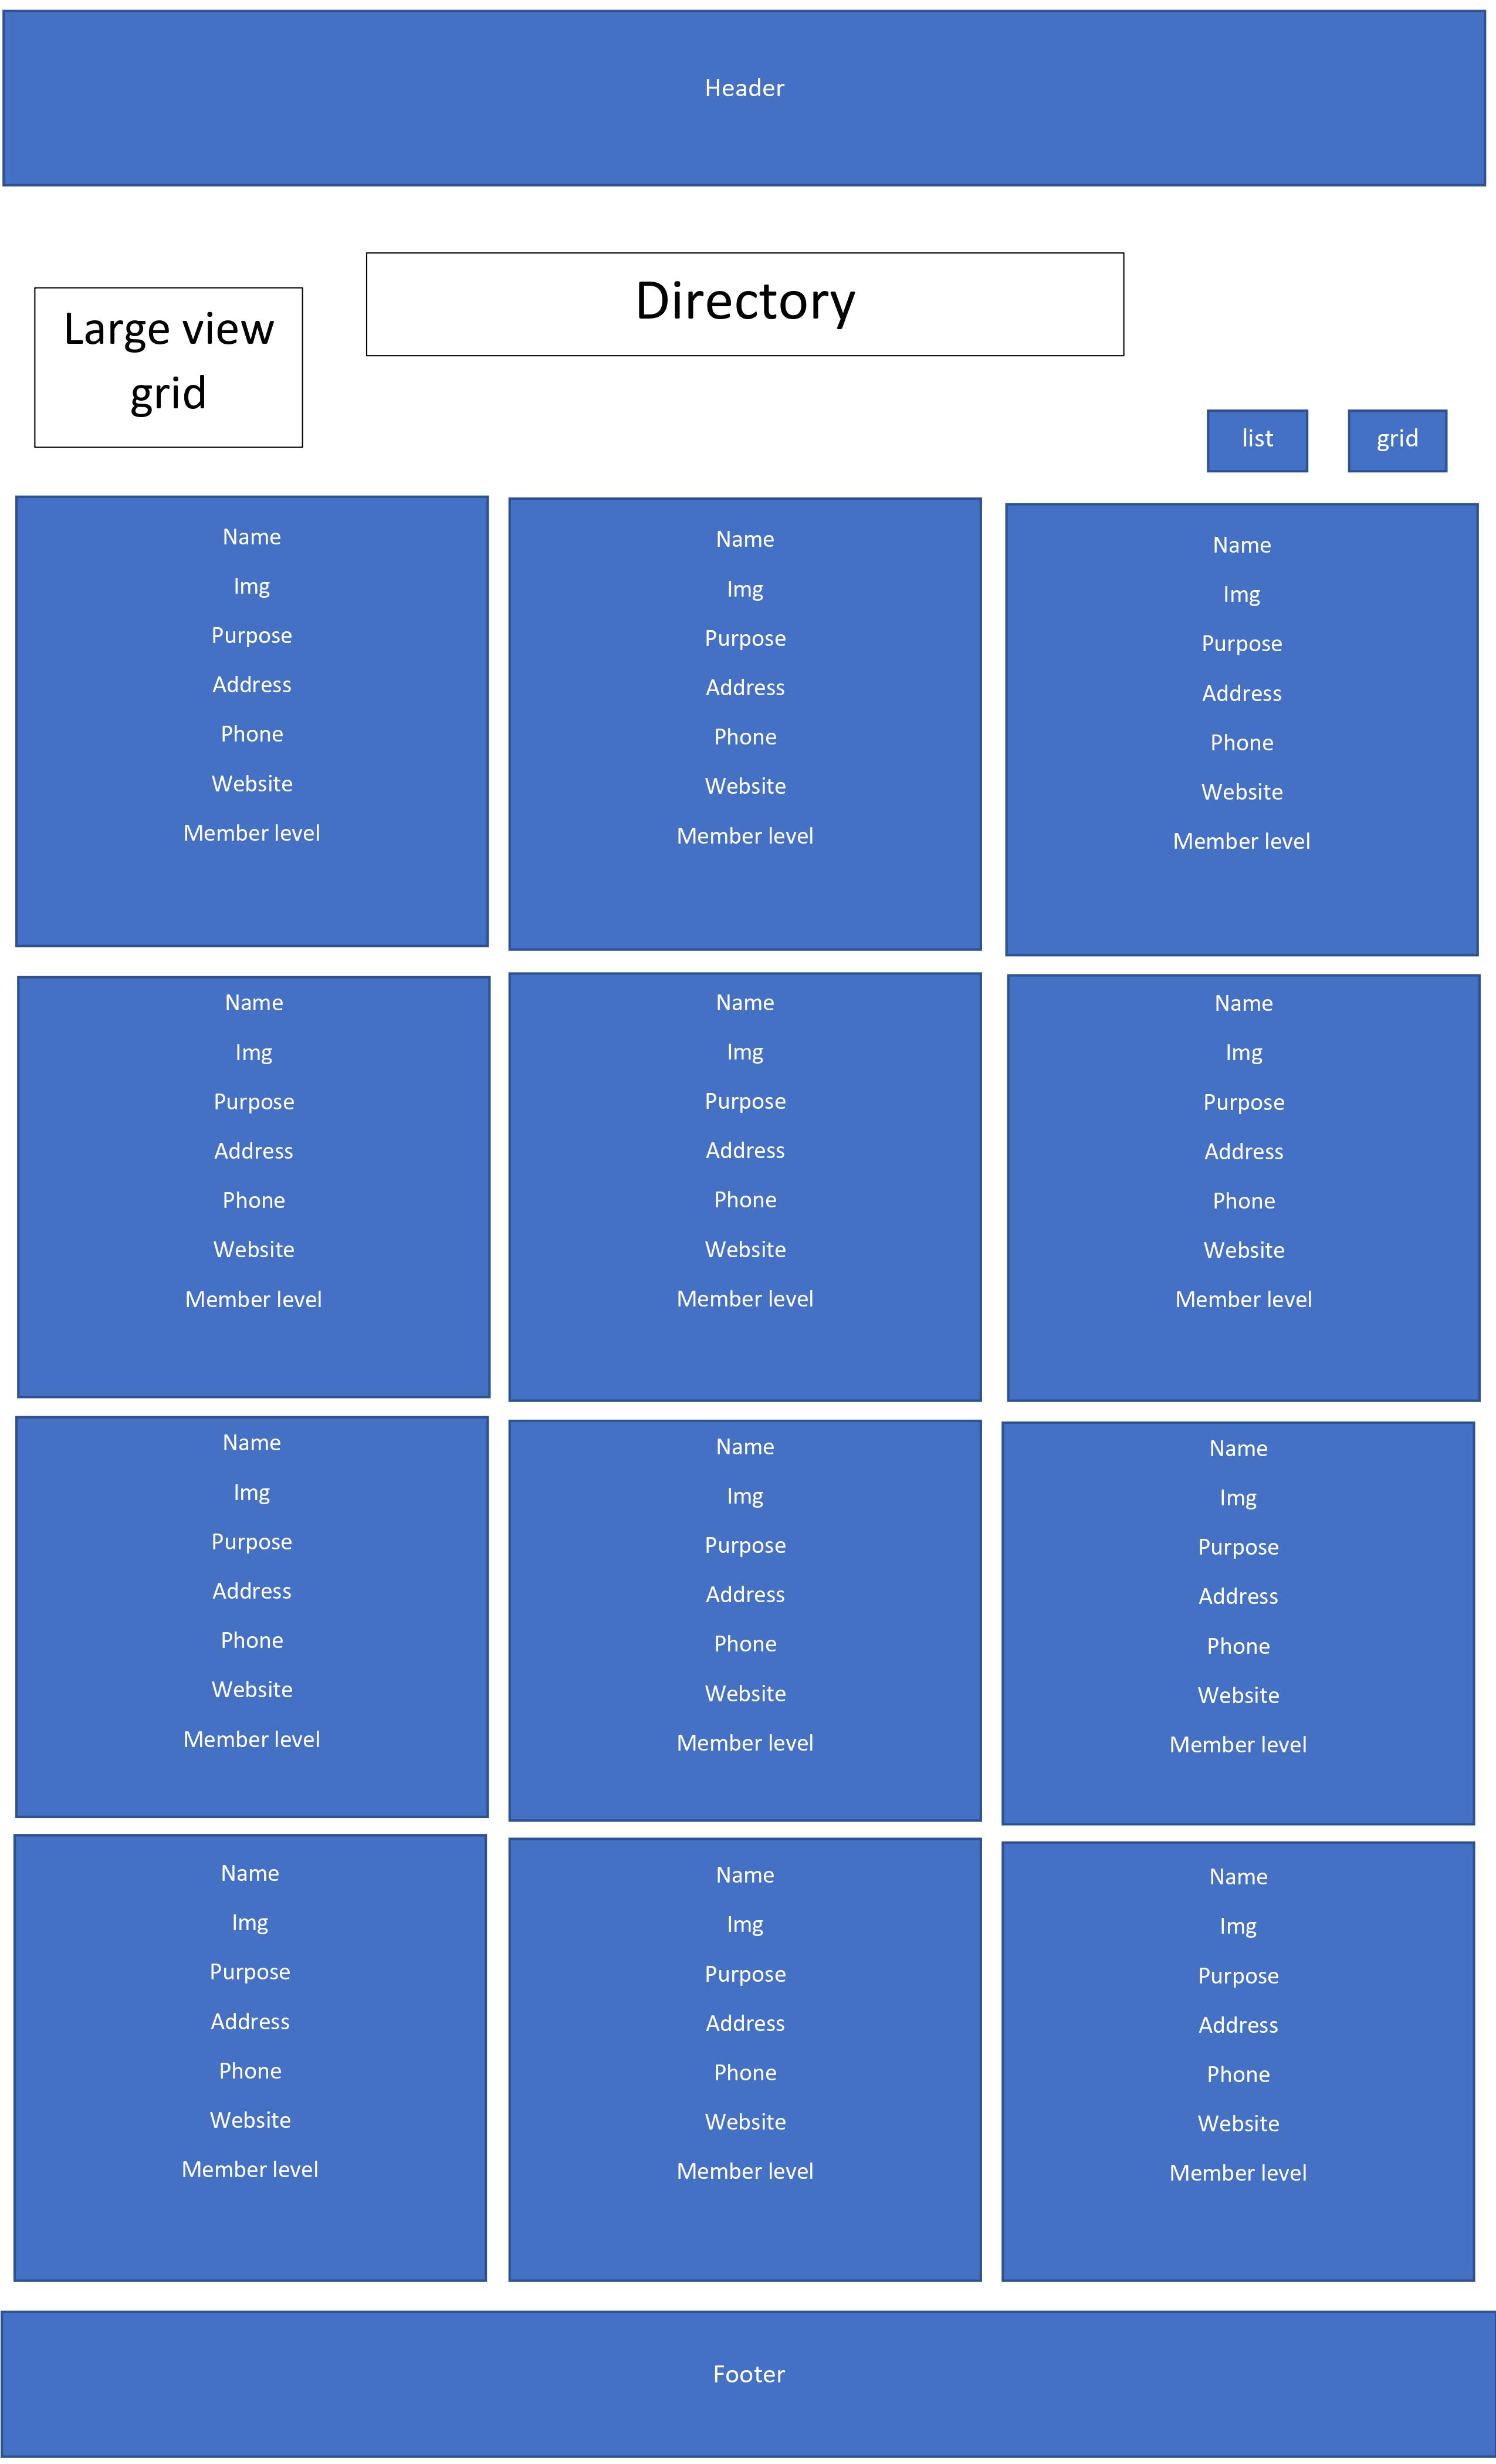 Header
Directory
Large view
grid
list
grid
Name
Img
Purpose
Address
Phone
Website
Member level
Name
Img
Purpose
Address
Phone
Website
Member level
Name
Img
Purpose
Address
Phone
Website
Member level
Name
Img
Purpose
Address
Phone
Website
Member level
Name
Img
Purpose
Address
Phone
Website
Member level
Name
Img
Purpose
Address
Phone
Website
Member level
Name
Img
Purpose
Address
Phone
Website
Member level
Name
Img
Purpose
Address
Phone
Website
Member level
Name
Img
Purpose
Address
Phone
Website
Member level
Name
Img
Purpose
Address
Phone
Website
Member level
Name
Img
Purpose
Address
Phone
Website
Member level
Name
Img
Purpose
Address
Phone
Website
Member level
Footer